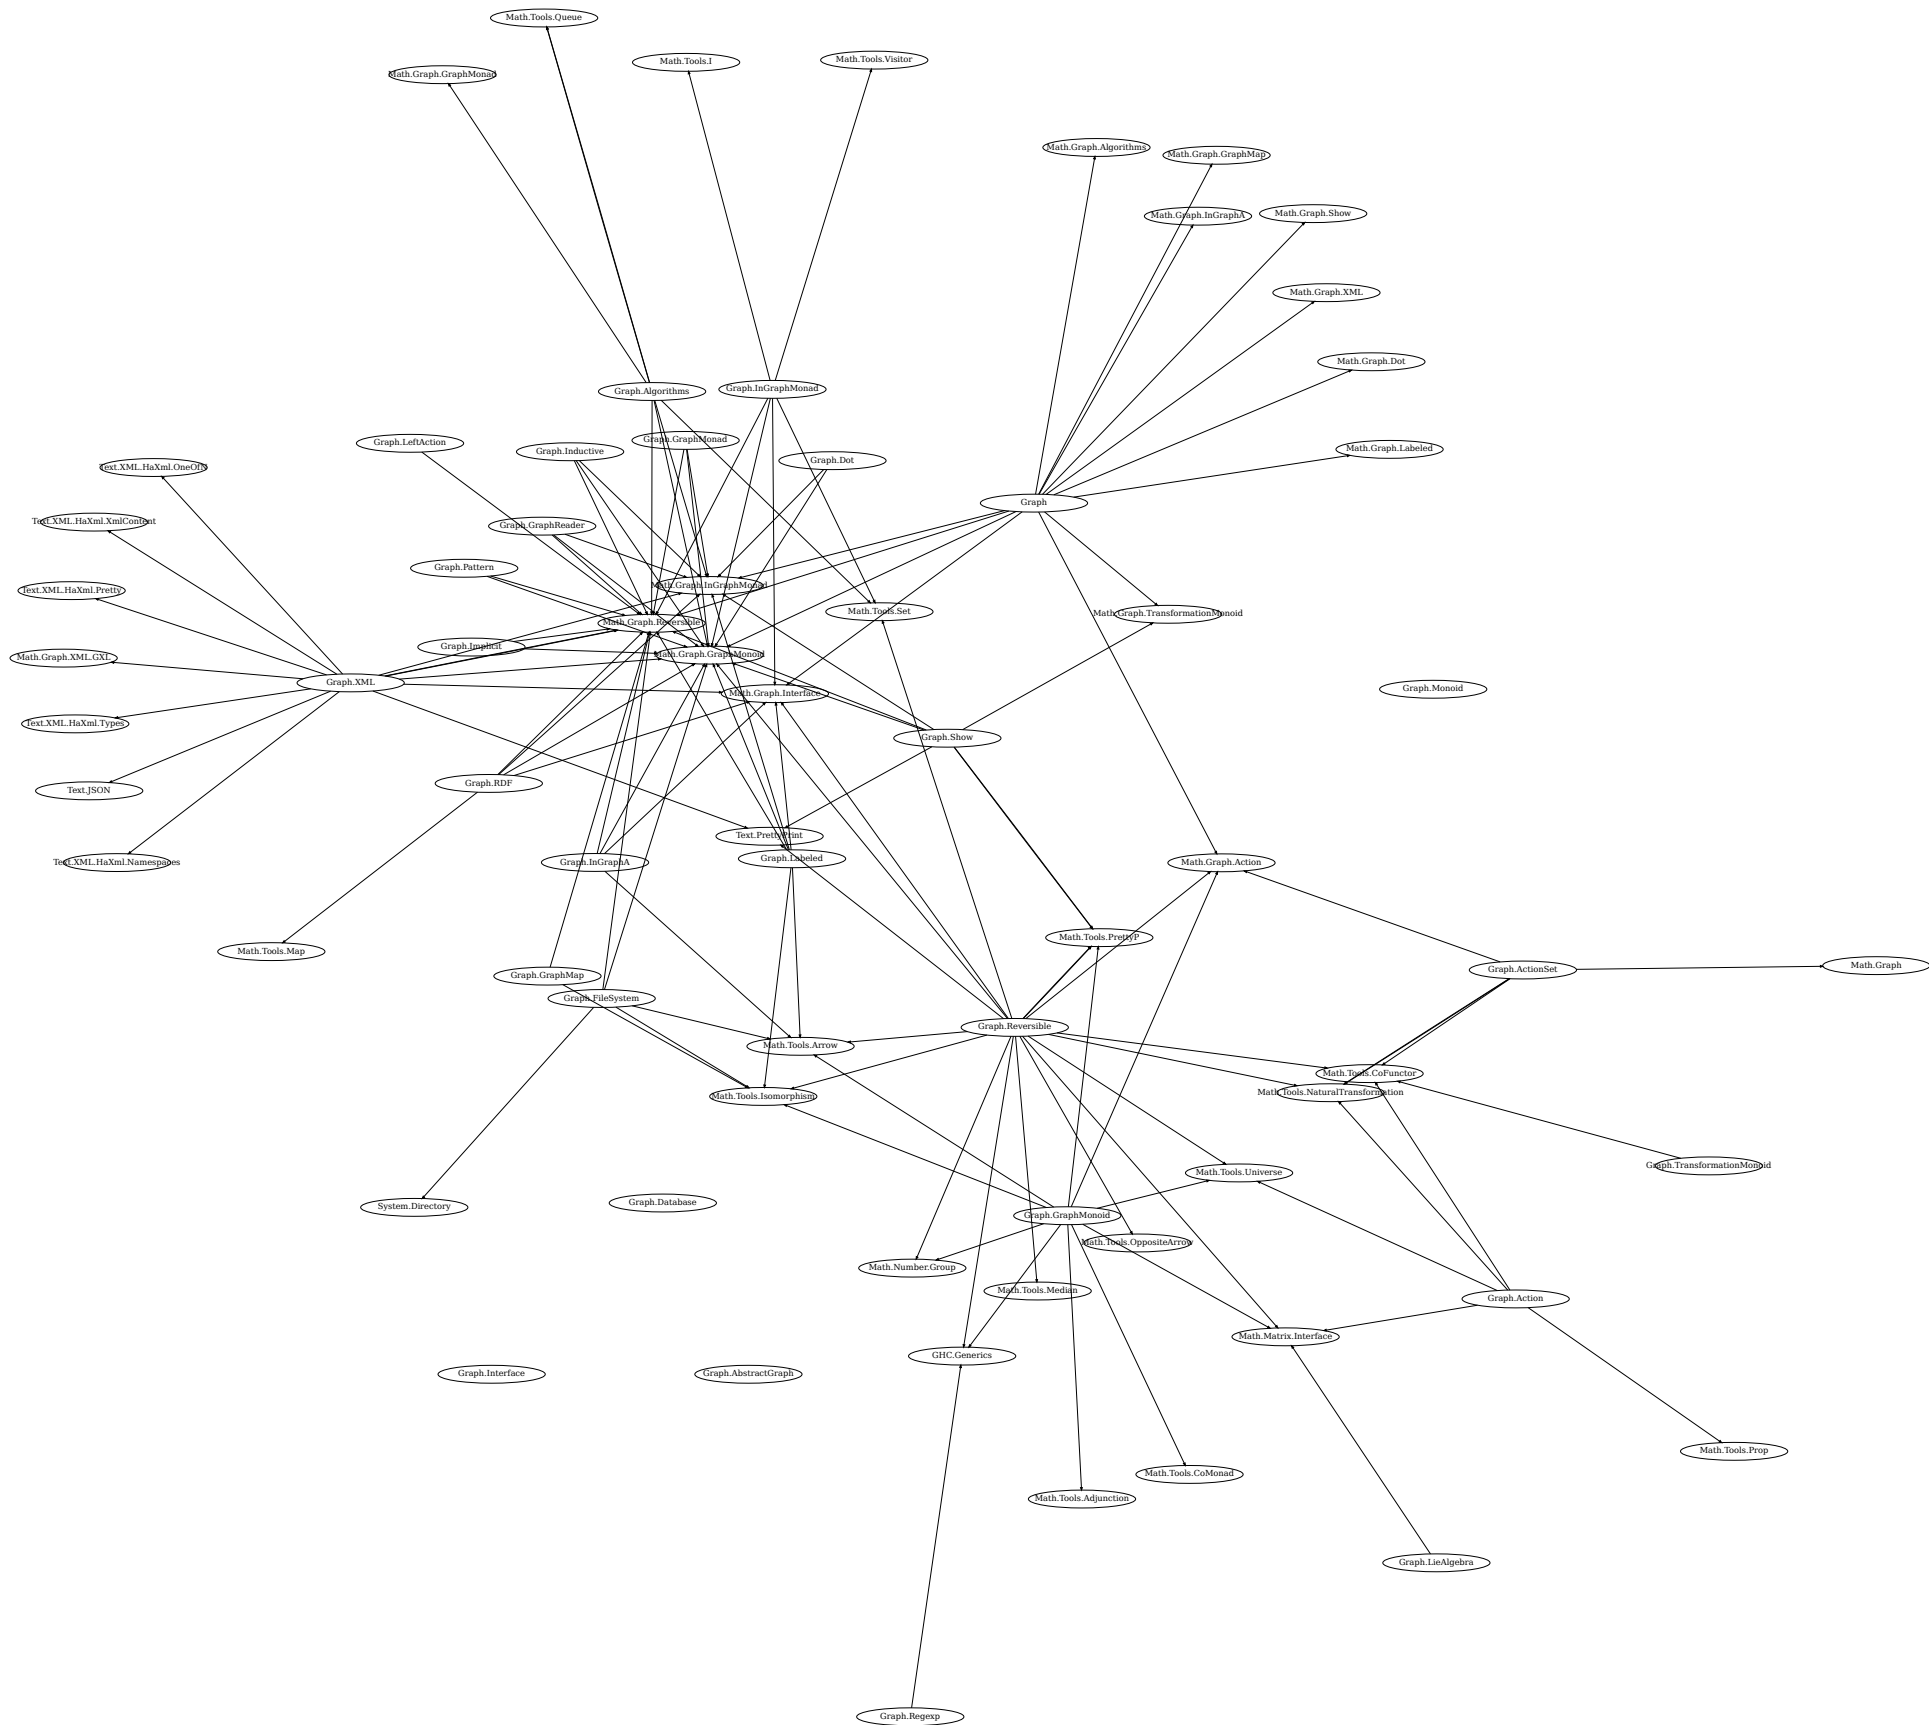 Math.Tools.Queue
Math.Tools.I
Math.Tools.Visitor
Math.Graph.GraphMonad
Math.Graph.Algorithms
Math.Graph.GraphMap
Math.Graph.InGraphA
Math.Graph.Show
Math.Graph.XML
Math.Graph.Dot
Graph.Algorithms
Graph.InGraphMonad
Graph.LeftAction
Graph.GraphMonad
Graph.Inductive
Graph.Dot
Math.Graph.Labeled
Text.XML.HaXml.OneOfN
Graph
Text.XML.HaXml.XmlContent
Graph.GraphReader
Graph.Pattern
Math.Graph.InGraphMonad
Text.XML.HaXml.Pretty
Math.Tools.Set
Math.Graph.TransformationMonoid
Math.Graph.Reversible
Graph.Implicit
Math.Graph.GraphMonoid
Math.Graph.XML.GXL
Graph.XML
Graph.Monoid
Math.Graph.Interface
Text.XML.HaXml.Types
Graph.Show
Graph.RDF
Text.JSON
Text.PrettyPrint
Graph.Labeled
Text.XML.HaXml.Namespaces
Graph.InGraphA
Math.Graph.Action
Math.Tools.PrettyP
Math.Tools.Map
Math.Graph
Graph.ActionSet
Graph.GraphMap
Graph.FileSystem
Graph.Reversible
Math.Tools.Arrow
Math.Tools.CoFunctor
Math.Tools.NaturalTransformation
Math.Tools.Isomorphism
Graph.TransformationMonoid
Math.Tools.Universe
Graph.Database
System.Directory
Graph.GraphMonoid
Math.Tools.OppositeArrow
Math.Number.Group
Math.Tools.Median
Graph.Action
Math.Matrix.Interface
GHC.Generics
Graph.Interface
Graph.AbstractGraph
Math.Tools.Prop
Math.Tools.CoMonad
Math.Tools.Adjunction
Graph.LieAlgebra
Graph.Regexp